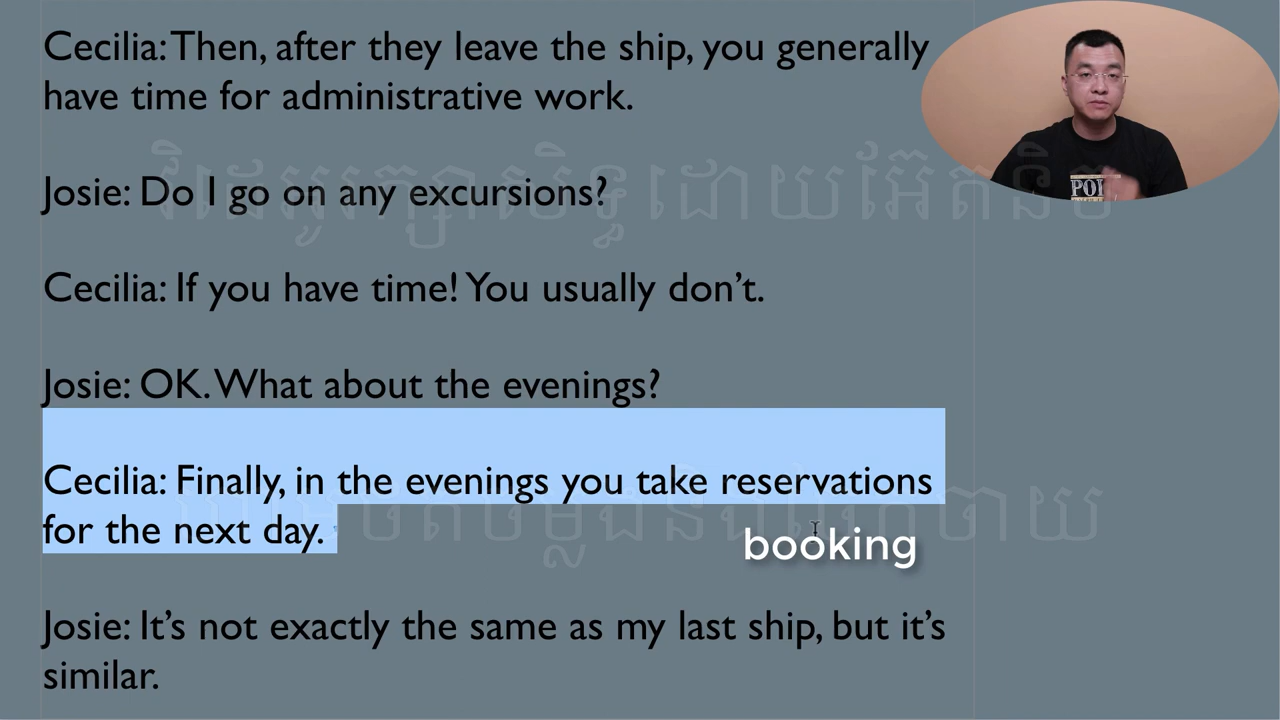 Cecilia: Then, after they leave the ship, you generally
have time for administrative work.
Josie: Do I go on any excursions?
Cecilia: If you have time! You usually don’t.
Josie: OK. What about the evenings?
Cecilia: Finally, in the evenings you take reservations
for the next day.
booking
Josie: It’s not exactly the same as my last ship, but it’s
similar.